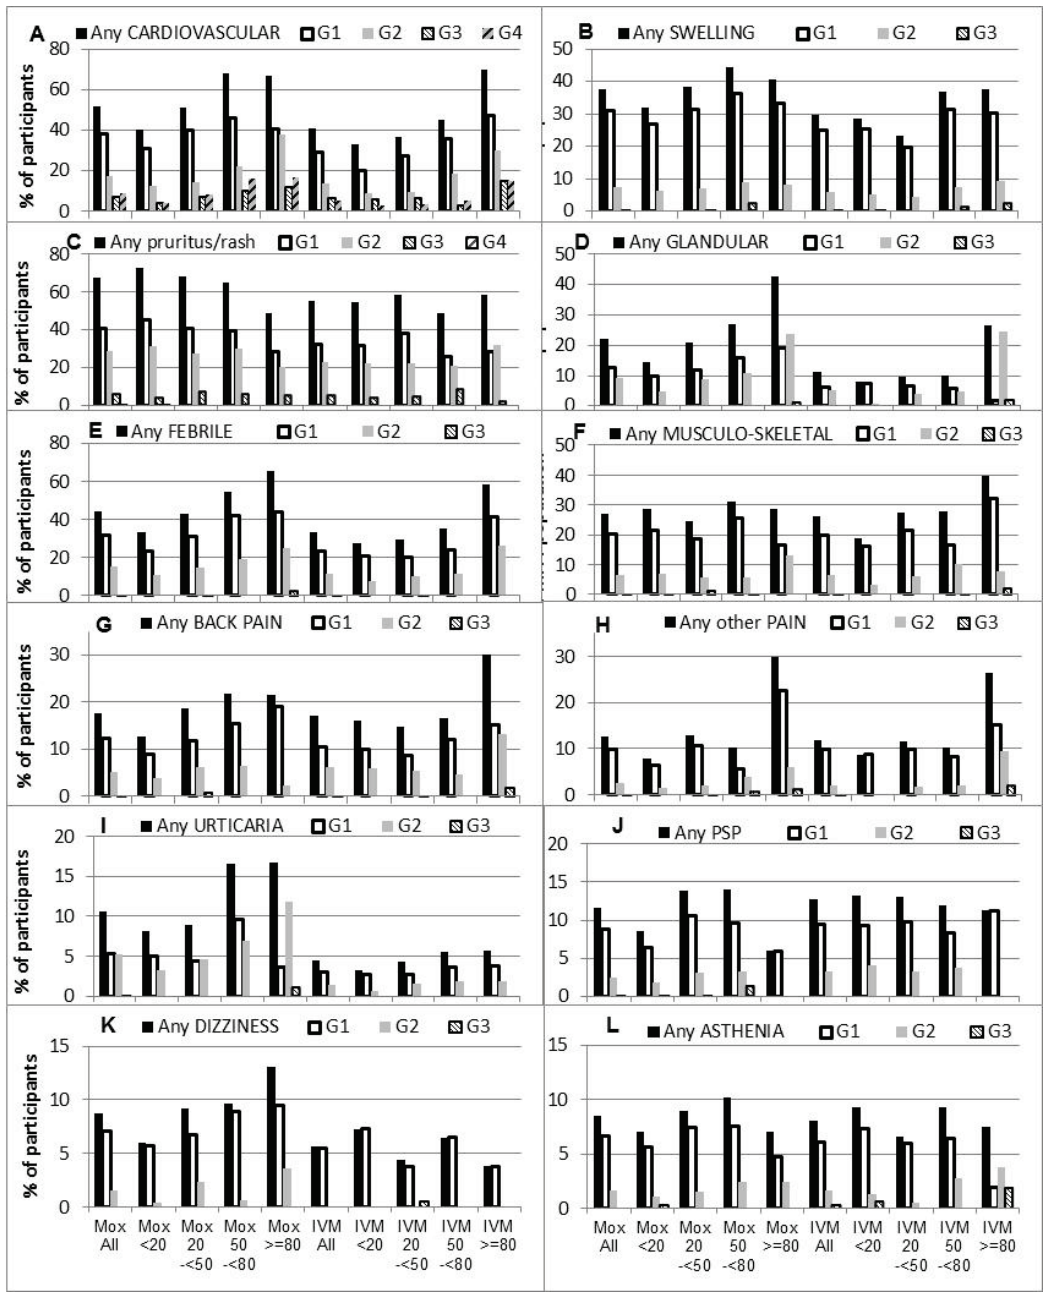 A Any CARDIOVASCULAR G1 G2 G3 G4
80
60
40
20
0
% of participants
B Any SWELLING G1 G2 G3
50
40
30
20
10
0
C Any pruritus/rash G1 G2 G3 G4
80
60
40
20
0
% of participants
D Any GLANDULAR G1 G2 G3
50
40
30
20
10
0
E Any FEBRILE G1 G2 G3
80
60
40
20
0
% of participants
F Any MUSCULO-SKELETAL G1 G2 G3
50
40
30
20
10
0
G Any BACK PAIN G1 G2 G3
30
20
10
0
% of participants
H Any other PAIN G1 G2 G3
30
20
10
0
I Any URTICARIA G1 G2 G3
20
15
10
5
0
% of participants
J Any PSP G1 G2 G3
20
15
10
5
0
K Any DIZZINESS G1 G2 G3
15
10
5
0
% of participants
L Any ASTHENIA G1 G2 G3
15
10
5
0
Mox Mox Mox Mox Mox IVM IVM IVM IVM IVM
All <20 20 50 >=80 All <20 20 50 >=80
-<50 -<80 -<50 -<80
Mox Mox Mox Mox Mox IVM IVM IVM IVM IVM
All <20 20 50 >=80 All <20 20 50 >=80
-<50 -<80 -<50 -<80